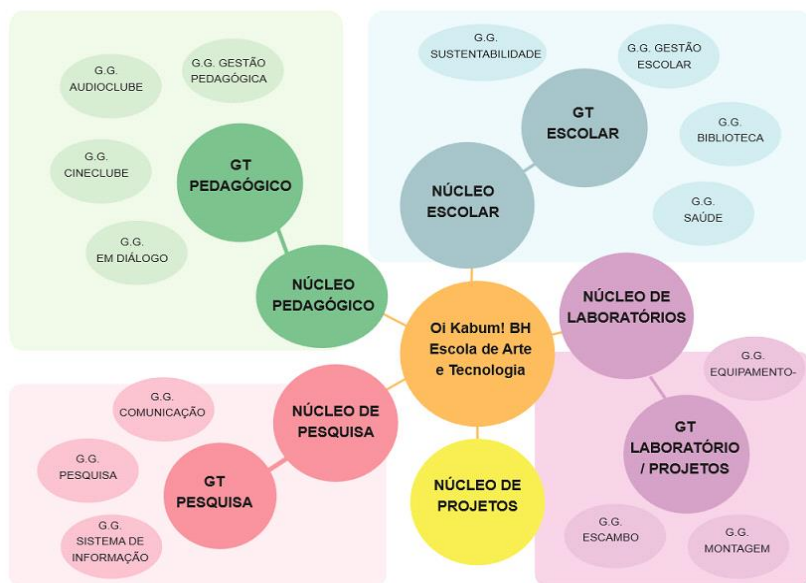 G.G.
AUDIOCLUBE
G.G. GESTÃO
PEDAGÓGICA
G.G.
CINECLUBE
G.G.
EM DIÁLOGO
GT
PEDAGÓGICO
NÚCLEO
PEDAGÓGICO
G.G.
SUSTENTABILIDADE
G.G. GESTÃO
ESCOLAR
G.G.
BIBLIOTECA
G.G.
SAÚDE
GT
ESCOLAR
NÚCLEO
ESCOLAR
Oi Kabum! BH
Escola de Arte
e Tecnologia
NÚCLEO DE
LABORATÓRIOS
G.G.
EQUIPAMENTO-
GT
LABORATÓRIO
/ PROJETOS
G.G.
ESCAMBO
G.G.
MONTAGEM
NÚCLEO DE
PROJETOS
NÚCLEO DE
PESQUISA
GT
PESQUISA
G.G.
COMUNICAÇÃO
G.G.
PESQUISA
G.G.
SISTEMA DE
INFORMAÇÃO